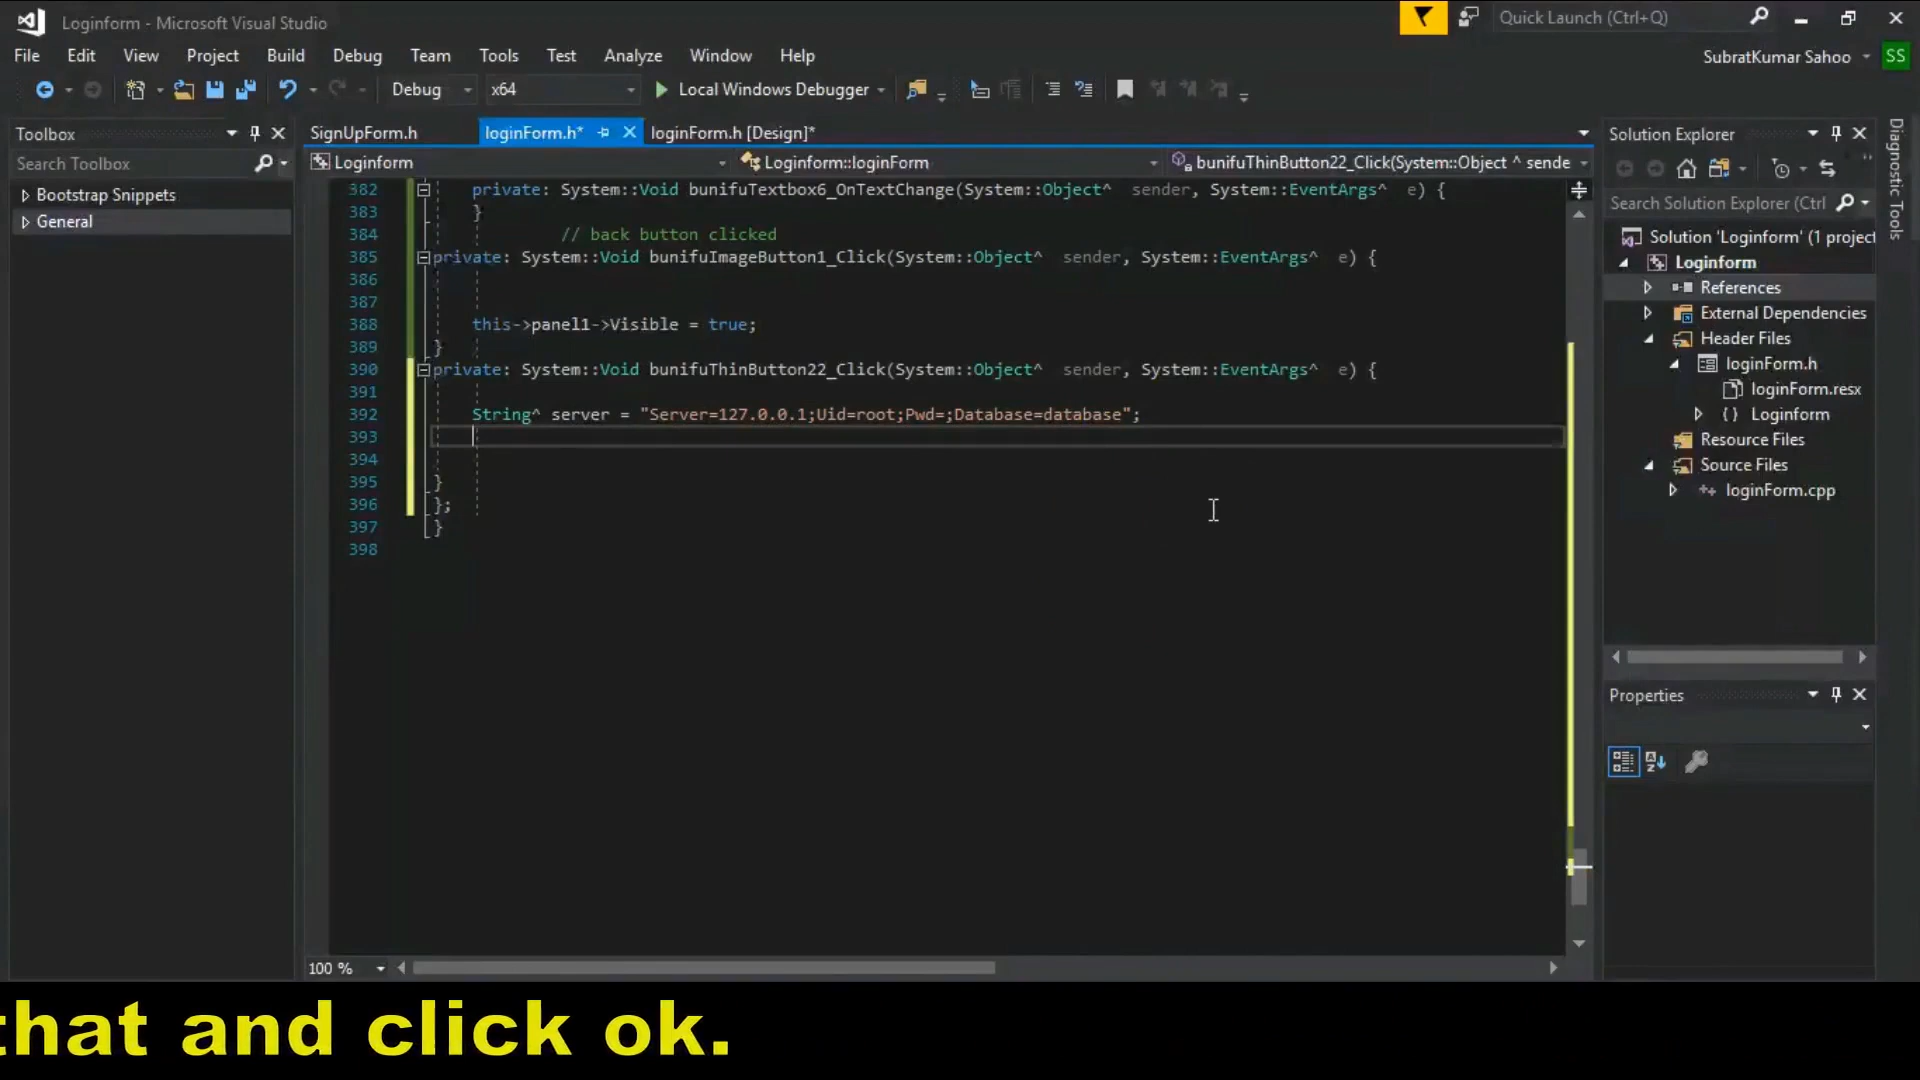 Loginform - Microsoft Visual Studio
Quick Launch (Ctrl+Q)
File Edit View Project Build Debug Team Tools Test Analyze Window Help
SubratKumar Sahoo SS
Debug x64 Local Windows Debugger
Toolbox
Search Toolbox
Bootstrap Snippets
General
SignUpForm.h loginForm.h* loginForm.h [Design]*
Loginform Loginform::loginForm bunifuThinButton22_Click(System::Object ^ sende
382 private: System::Void bunifuTextbox6_OnTextChange(System::Object^ sender, System::EventArgs^ e) {
383 }
384 // back button clicked
385 private: System::Void bunifuImageButton1_Click(System::Object^ sender, System::EventArgs^ e) {
386
387
388 this->panel1->Visible = true;
389 }
390 private: System::Void bunifuThinButton22_Click(System::Object^ sender, System::EventArgs^ e) {
391
392 String^ server = "Server=127.0.0.1;Uid=root;Pwd=;Database=database";
393
394
395 }
396 };
397 }
398
100 %
Solution Explorer
Search Solution Explorer (Ctrl
Solution 'Loginform' (1 project
Loginform
References
External Dependencies
Header Files
loginForm.h
loginForm.resx
{ } Loginform
Resource Files
Source Files
++ loginForm.cpp
Properties
Diagnostic Tools
that and click ok.